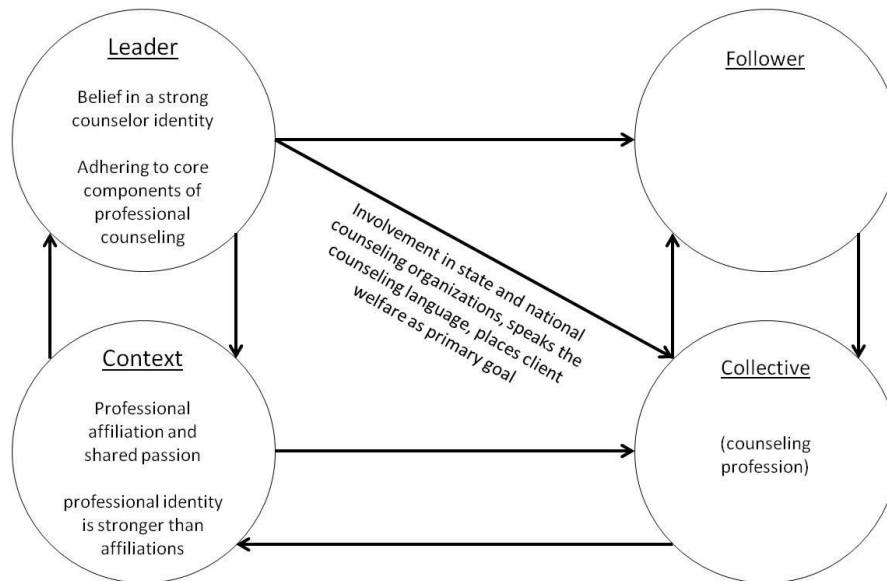 Leader
Belief in a strong
counselor identity
Adhering to core
components of
professional
counseling
Follower
Involvement in state and national
counseling organizations, speaks the
counseling language, places client
welfare as primary goal
Context
Professional
affiliation and
shared passion
professional identity
is stronger than
affiliations
Collective
(counseling
profession)